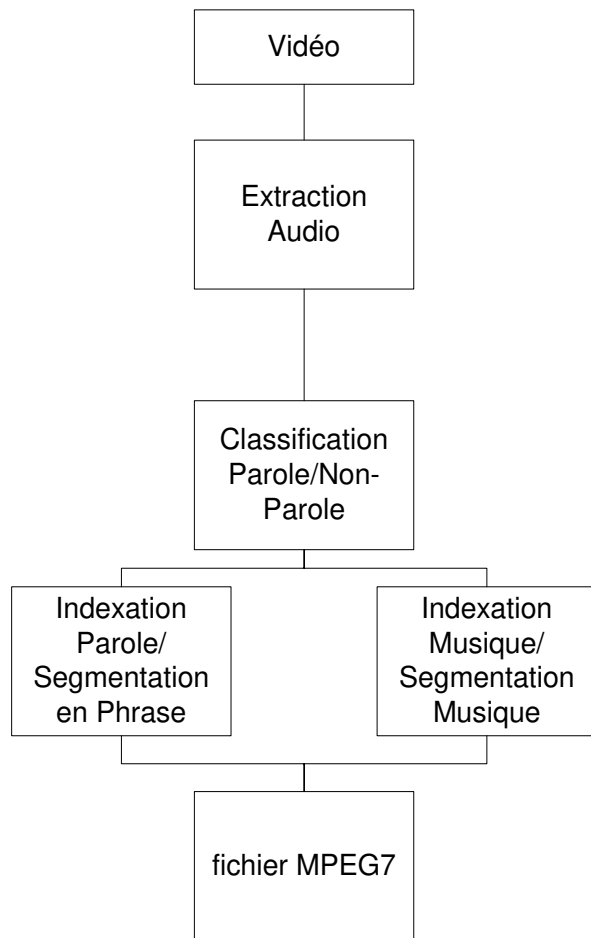 Vidéo
Extraction
Audio
Classification
Parole/Non-
Parole
Indexation
Parole/
Segmentation
en Phrase
Indexation
Musique/
Segmentation
Musique
fichier MPEG7